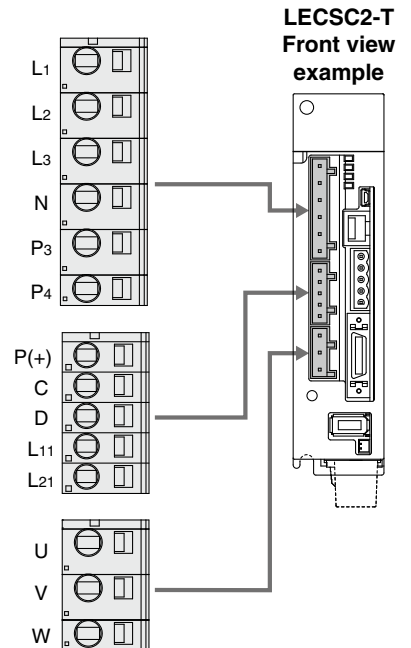 LECSC2-T
Front view
example
L1
L2
L3
N
P3
P4
P(+)
C
D
L11
L21
U
V
W